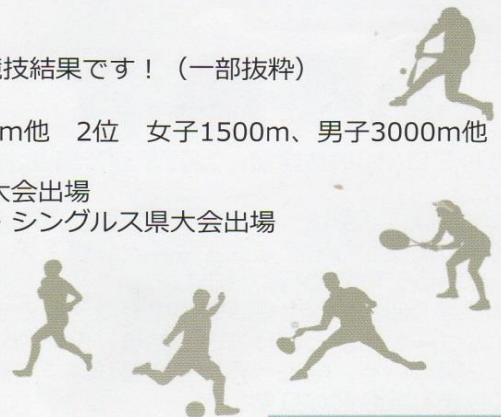 技結果です！（一部抜粋）
m他　2位　女子1500m、男子3000m他
大会出場
シングルス県大会出場